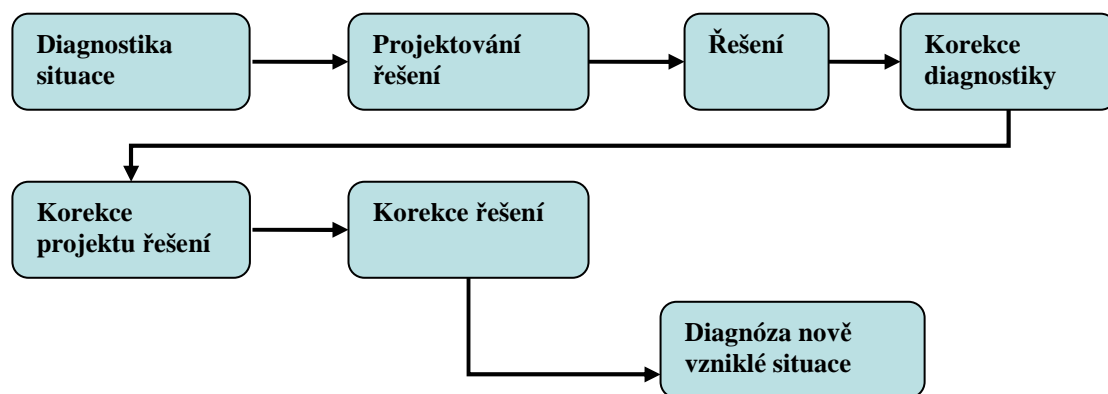 Diagnostika
situace
Projektování
řešení
Řešení
Korekce
diagnostiky
Korekce
projektu řešení
Korekce řešení
Diagnóza nově
vzniklé situace